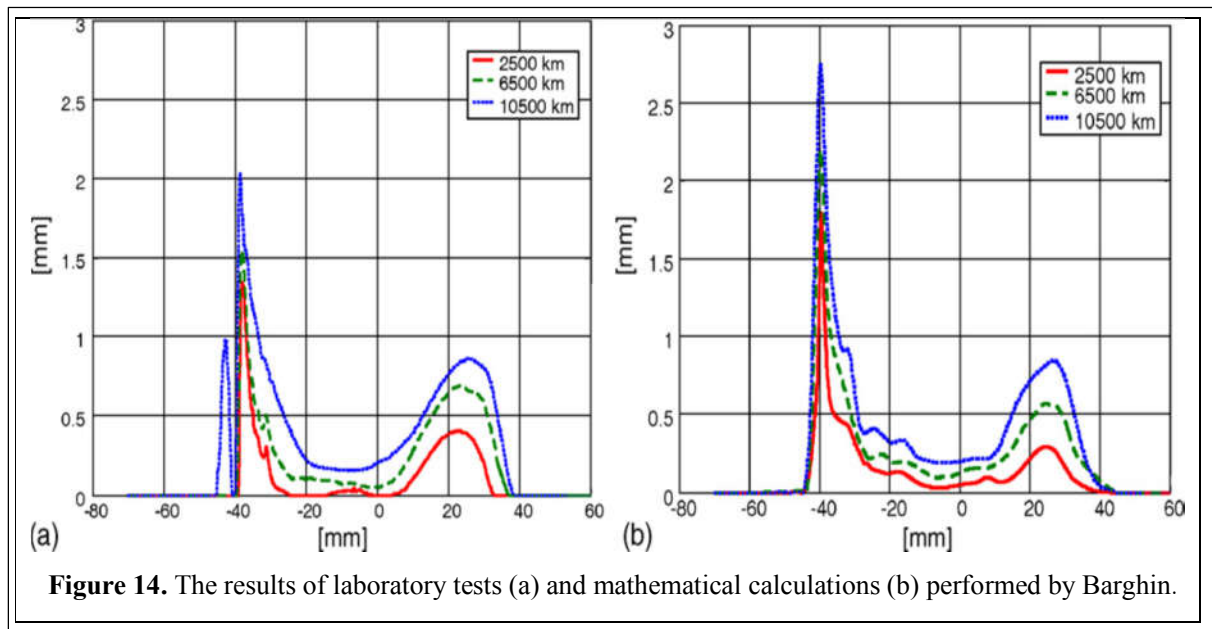 3
2.5
2
1.5
1
0.5
0
[mm]
-80
-60
-40
-20
0
20
40
60
[mm]
(a)
2500 km
6500 km
10500 km
3
2.5
2
1.5
1
0.5
0
[mm]
-80
-60
-40
-20
0
20
40
60
[mm]
(b)
2500 km
6500 km
10500 km
Figure 14. The results of laboratory tests (a) and mathematical calculations (b) performed by Barghin.